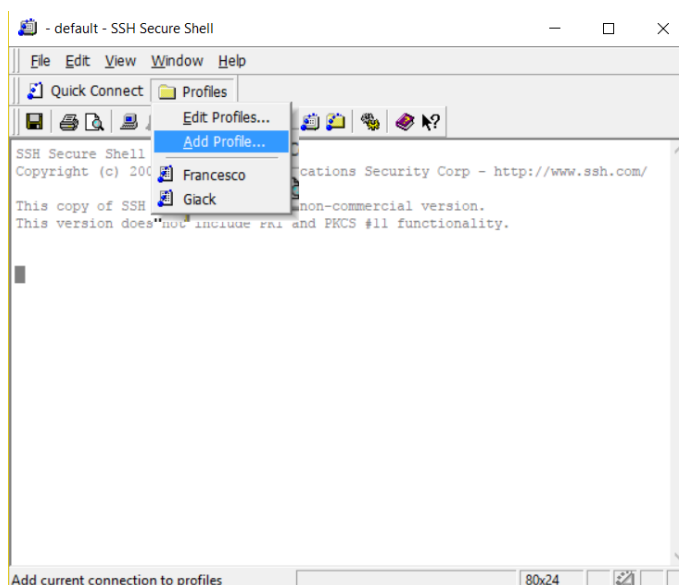 - default - SSH Secure Shell
File Edit View Window Help
Quick Connect Profiles
Edit Profiles...
Add Profile...
Francesco
Giack
SSH Secure Shell
Copyright (c) 200 cations Security Corp - http://www.ssh.com/
This copy of SSH non-commercial version.
This version does not include PKI and PKCS #11 functionality.
Add current connection to profiles 80x24